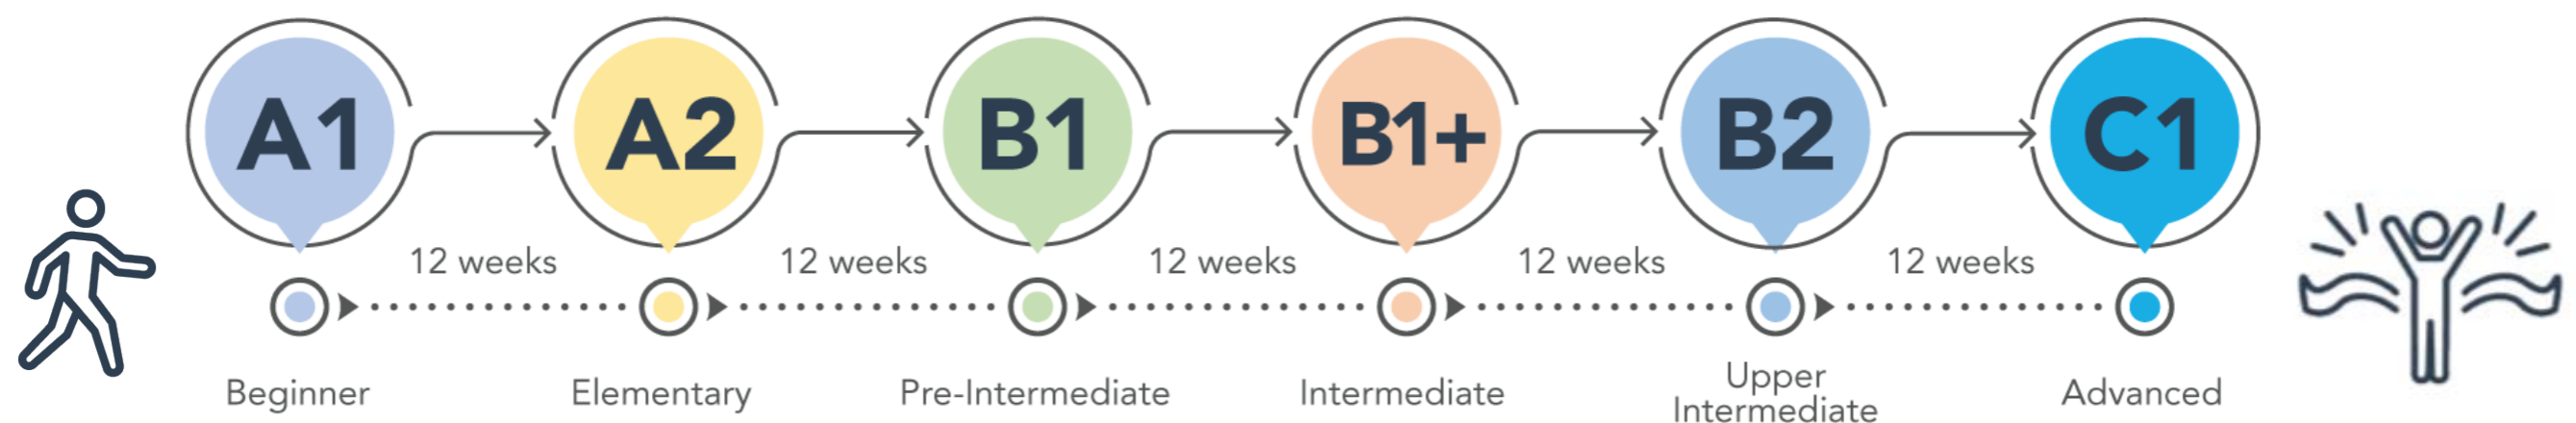 A1
A2
B1
B1+
B2
C1
12 weeks
12 weeks
12 weeks
12 weeks
12 weeks
Beginner
Elementary
Pre-Intermediate
Intermediate
Upper
Intermediate
Advanced